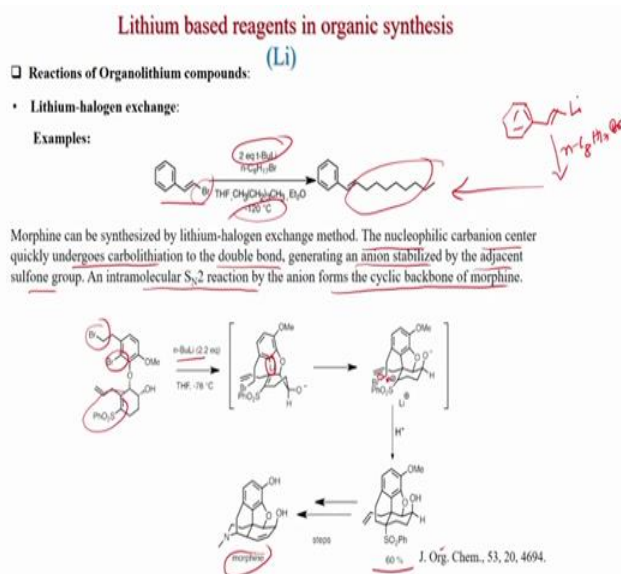 Lithium based reagents in organic synthesis
(Li)
❑ Reactions of Organolithium compounds:
• Lithium-halogen exchange:
Examples:
Li
2 eq t-BuLi
n-C8H17Br
Br
THF, CH3(CH2)3CH3, Et2O
-120 °C
Morphine can be synthesized by lithium-halogen exchange method. The nucleophilic carbanion center
quickly undergoes carbolithiation to the double bond, generating an anion stabilized by the adjacent
sulfone group. An intramolecular SN2 reaction by the anion forms the cyclic backbone of morphine.
Br
Br
OMe
O
OH
PhO2S
n-BuLi (2.2 eq)
THF, -78 °C
OMe
O
Br
PhO2S
O-
H
OMe
O
O-
H
Br
PhO2S
Li
H+
OMe
O
OH
H
SO2Ph
60 %
steps
OH
O
OH
N
morphine
J. Org. Chem., 53, 20, 4694.